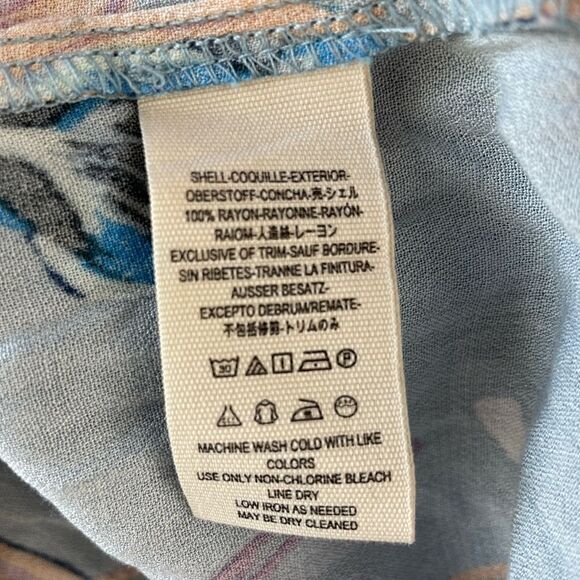 SHELL-COQUILLE-EXTERIOR-
OBERSTOFF-CONCHA-売-シェル
100% RAYON-RAYONNE-RAYÓN-
RAIOM-人造絲-レーヨン
EXCLUSIVE OF TRIM-SAUF BORDURE-
SIN RIBETES-TRANNE LA FINITURA-
AUSSER BESATZ-
EXCEPTO DEBRUM/REMATE-
不包括修剪-トリムのみ
30 A P
MACHINE WASH COLD WITH LIKE
COLORS
USE ONLY NON-CHLORINE BLEACH
LINE DRY
LOW IRON AS NEEDED
MAY BE DRY CLEANED